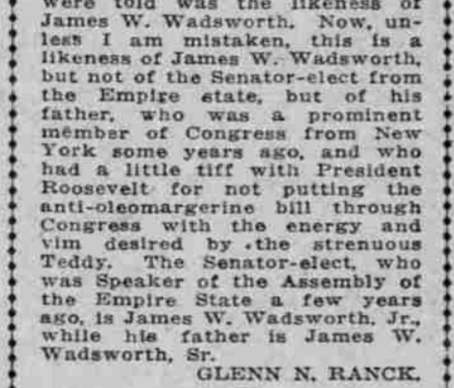 were told was the likeness of
James W. Wadsworth. Now, un-
less I am mistaken, this is a
likeness of James W. Wadsworth,
but not of the Senator-elect from
the Empire state, but of his
father, who was a prominent
member of Congress from New
York some years ago, and who
had a little tiff with President
Roosevelt for not putting the
anti-oleomargerine bill through
Congress with the energy and
vim desired by the strenuous
Teddy. The Senator-elect, who
was Speaker of the Assembly of
the Empire State a few years
ago, is James W. Wadsworth, Jr.,
while his father is James W.
Wadsworth, Sr.
GLENN N. RANCK.